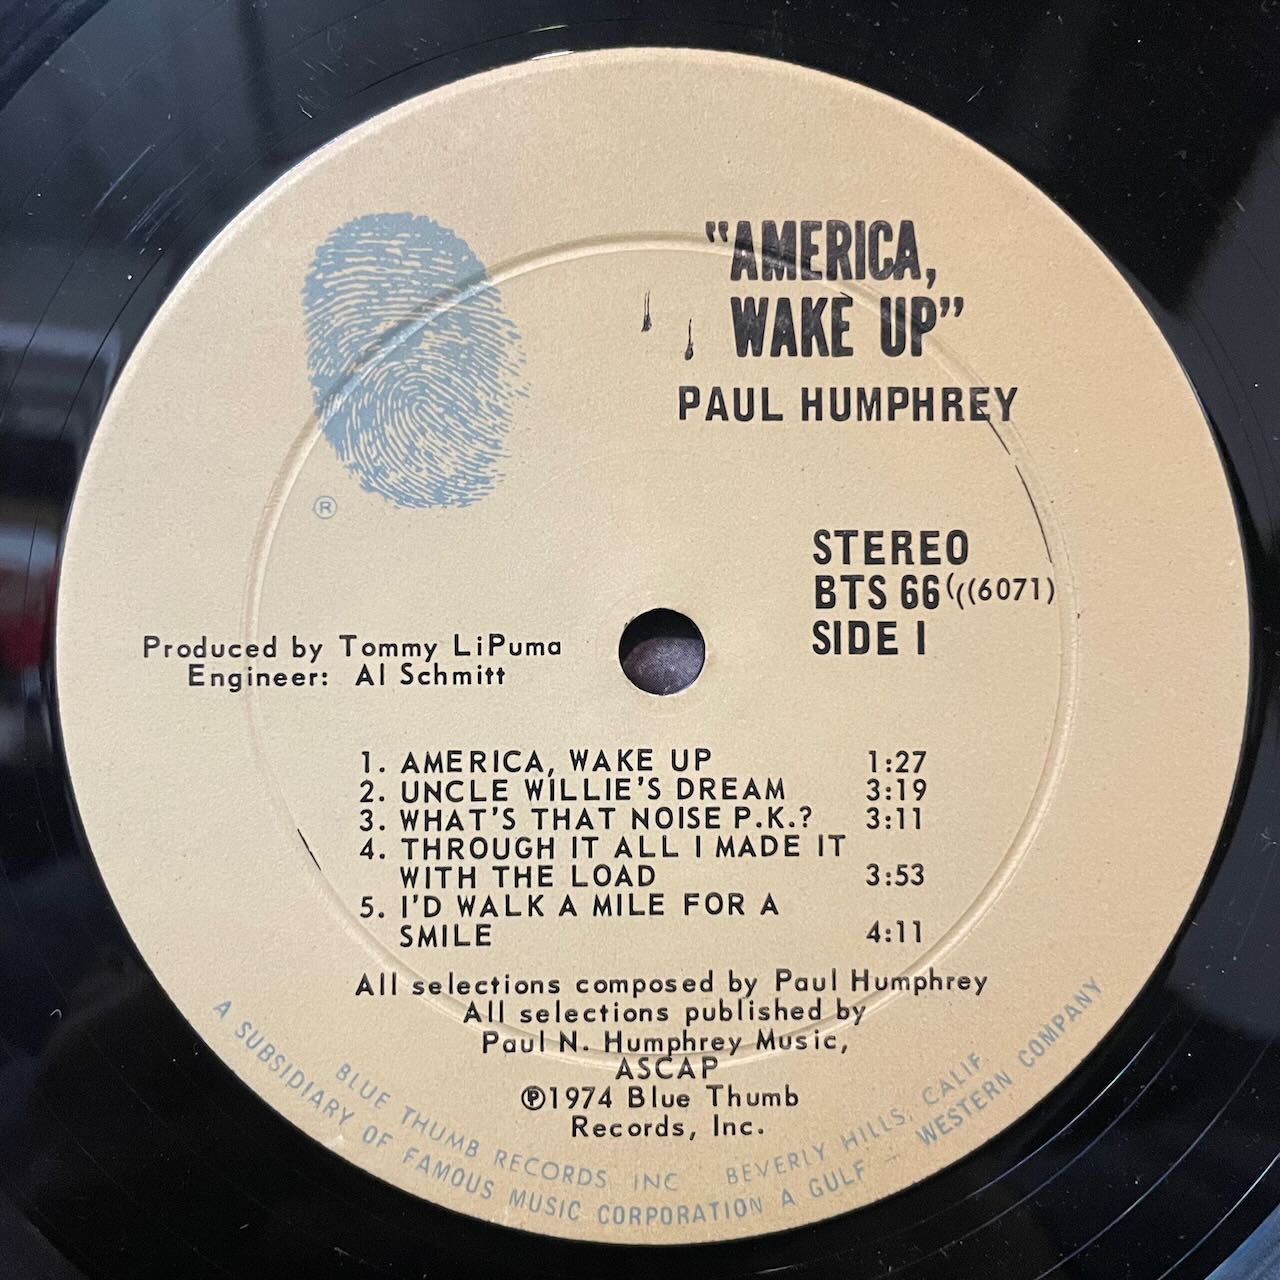 "AMERICA,
WAKE UP"
PAUL HUMPHREY
®
STEREO
BTS 66 (((6071)
SIDE I
Produced by Tommy LiPuma
Engineer: Al Schmitt
1. AMERICA, WAKE UP 1:27
2. UNCLE WILLIE'S DREAM 3:19
3. WHAT'S THAT NOISE P.K.? 3:11
4. THROUGH IT ALL I MADE IT
WITH THE LOAD 3:53
5. I'D WALK A MILE FOR A
SMILE 4:11
All selections composed by Paul Humphrey
All selections published by
Paul N. Humphrey Music,
ASCAP
℗1974 Blue Thumb
Records, Inc.
BLUE THUMB RECORDS INC BEVERLY HILLS, CALIF.
A SUBSIDIARY OF FAMOUS MUSIC CORPORATION A GULF WESTERN COMPANY